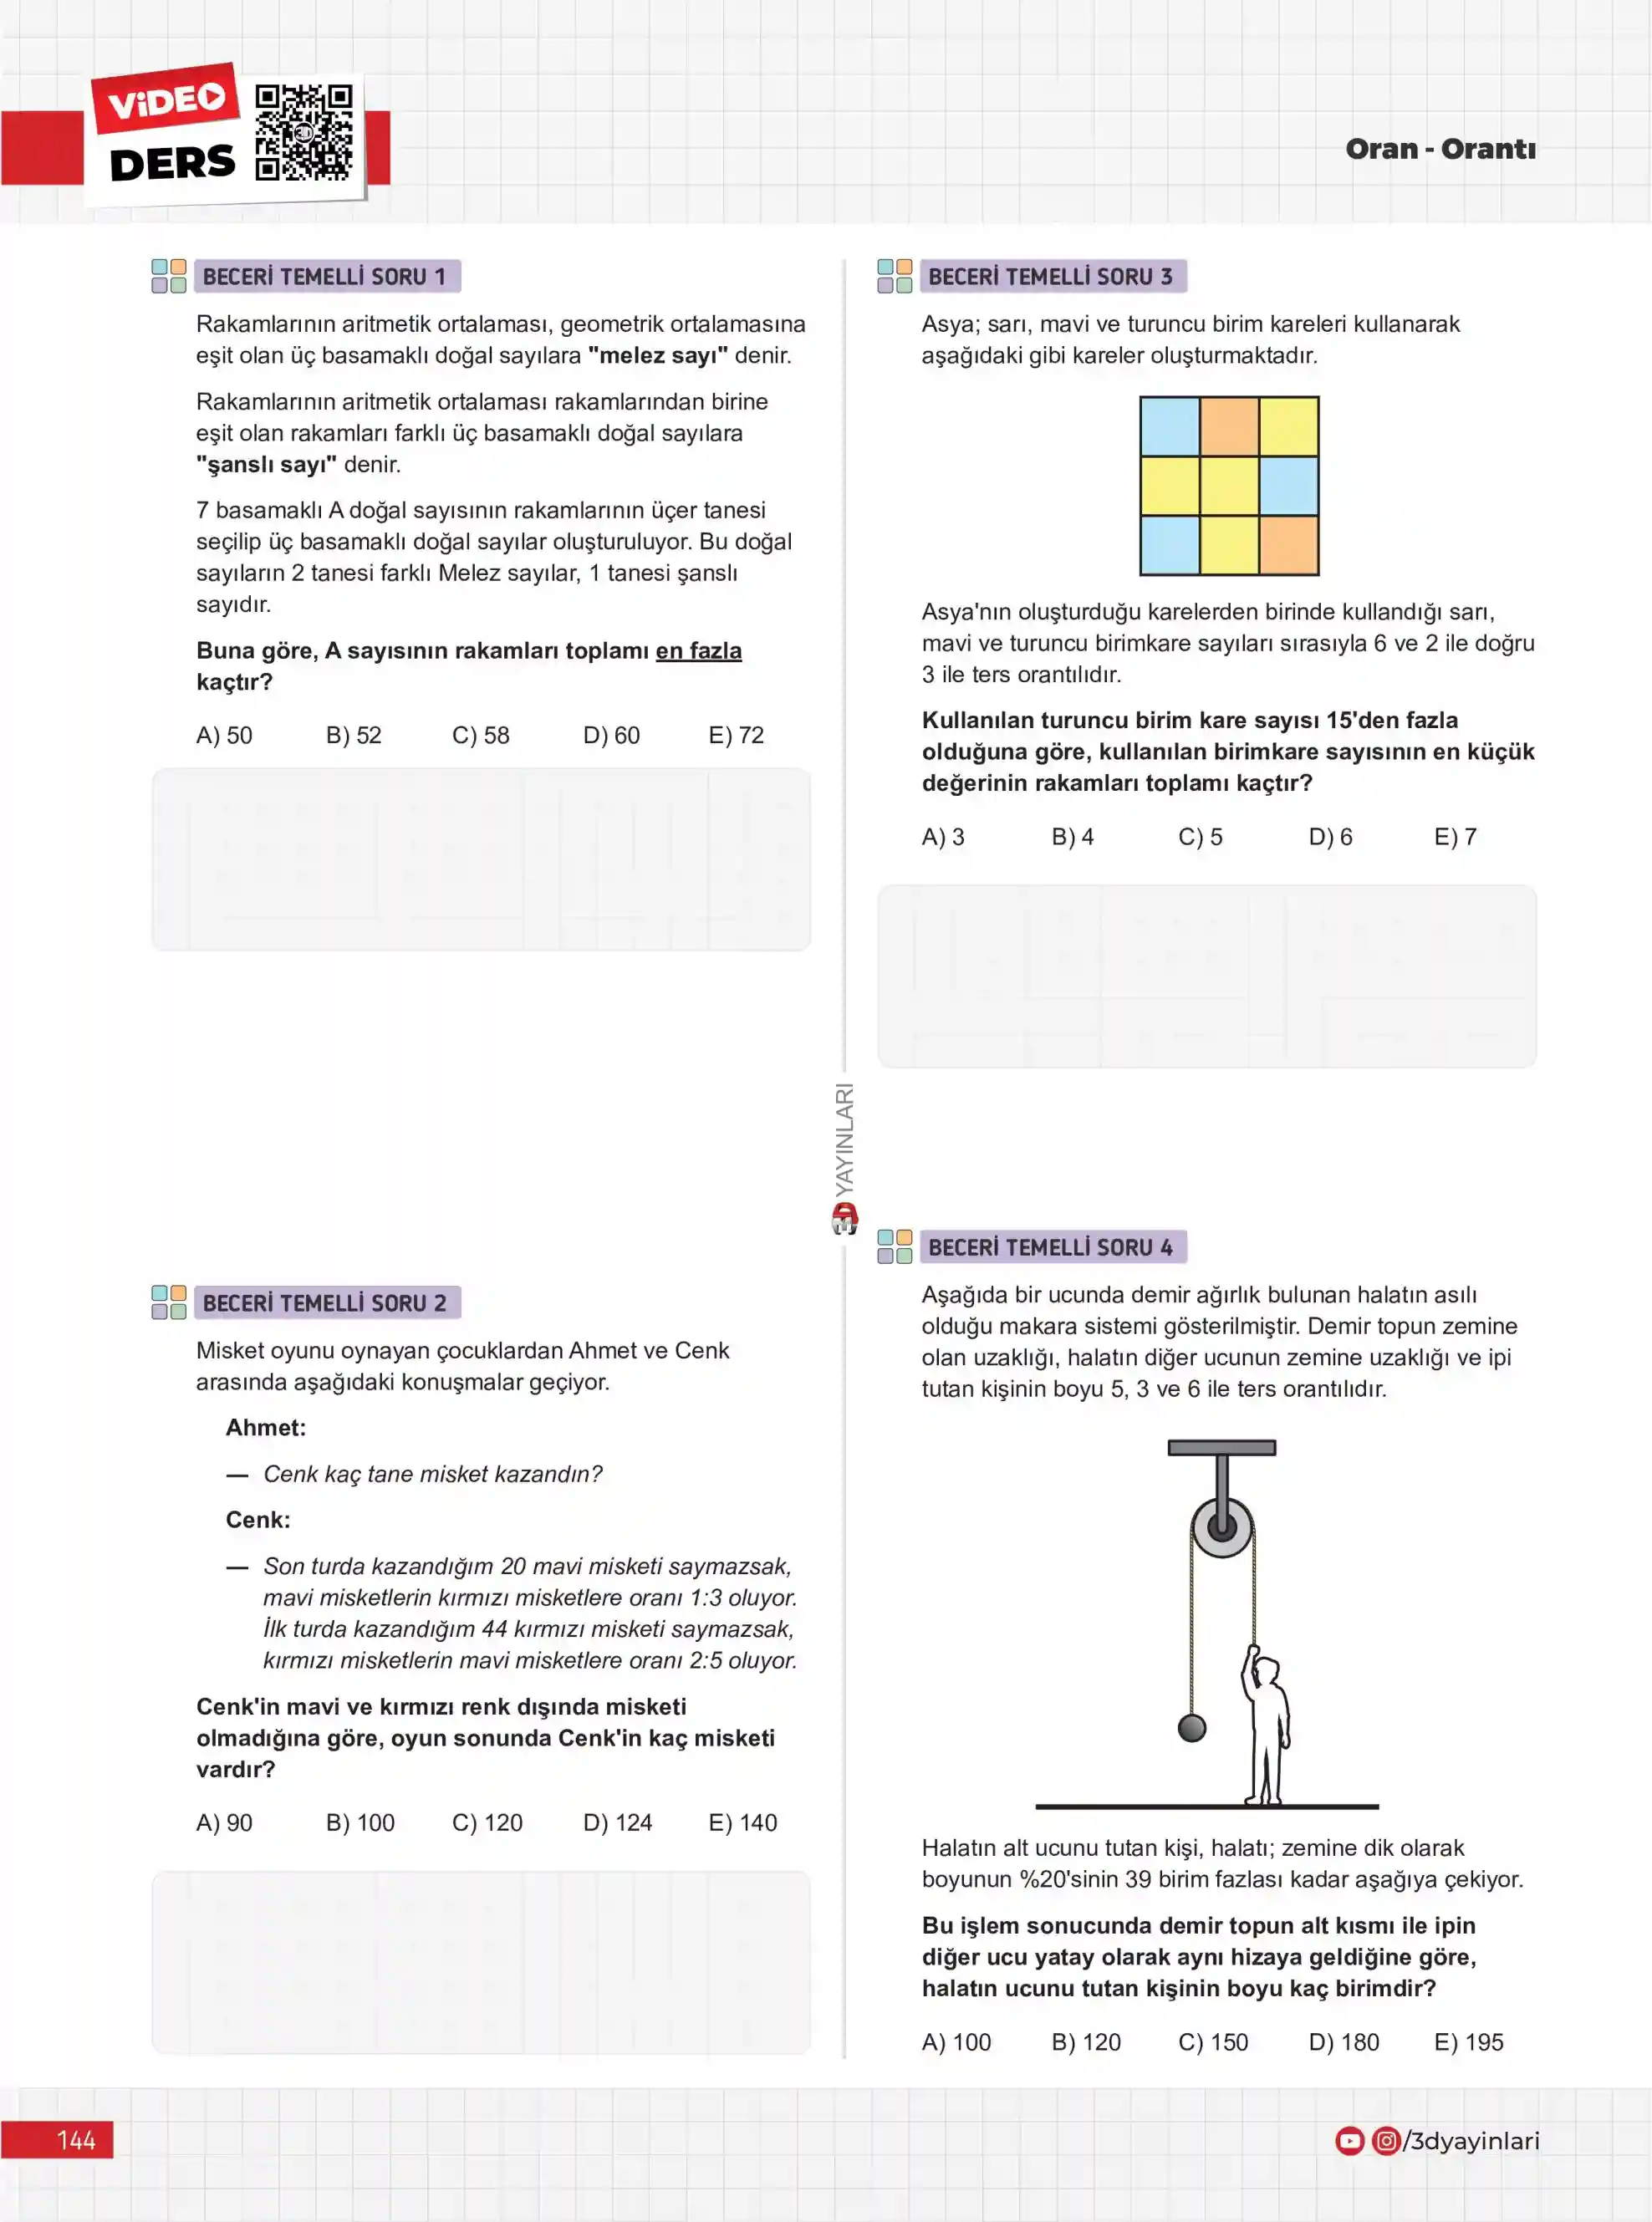 VİDEO
DERS
3D
Oran - Orantı
BECERİ TEMELLİ SORU 1
Rakamlarının aritmetik ortalaması, geometrik ortalamasına
eşit olan üç basamaklı doğal sayılara "melez sayı" denir.
Rakamlarının aritmetik ortalaması rakamlarından birine
eşit olan rakamları farklı üç basamaklı doğal sayılara
"şanslı sayı" denir.
7 basamaklı A doğal sayısının rakamlarının üçer tanesi
seçilip üç basamaklı doğal sayılar oluşturuluyor. Bu doğal
sayıların 2 tanesi farklı Melez sayılar, 1 tanesi şanslı
sayıdır.
Buna göre, A sayısının rakamları toplamı en fazla
kaçtır?
A) 50 B) 52 C) 58 D) 60 E) 72
BECERİ TEMELLİ SORU 2
Misket oyunu oynayan çocuklardan Ahmet ve Cenk
arasında aşağıdaki konuşmalar geçiyor.
Ahmet:
— Cenk kaç tane misket kazandın?
Cenk:
— Son turda kazandığım 20 mavi misketi saymazsak,
mavi misketlerin kırmızı misketlere oranı 1:3 oluyor.
İlk turda kazandığım 44 kırmızı misketi saymazsak,
kırmızı misketlerin mavi misketlere oranı 2:5 oluyor.
Cenk'in mavi ve kırmızı renk dışında misketi
olmadığına göre, oyun sonunda Cenk'in kaç misketi
vardır?
A) 90 B) 100 C) 120 D) 124 E) 140
YAYINLARI
BECERİ TEMELLİ SORU 3
Asya; sarı, mavi ve turuncu birim kareleri kullanarak
aşağıdaki gibi kareler oluşturmaktadır.
Asya'nın oluşturduğu karelerden birinde kullandığı sarı,
mavi ve turuncu birimkare sayıları sırasıyla 6 ve 2 ile doğru
3 ile ters orantılıdır.
Kullanılan turuncu birim kare sayısı 15'den fazla
olduğuna göre, kullanılan birimkare sayısının en küçük
değerinin rakamları toplamı kaçtır?
A) 3 B) 4 C) 5 D) 6 E) 7
BECERİ TEMELLİ SORU 4
Aşağıda bir ucunda demir ağırlık bulunan halatın asılı
olduğu makara sistemi gösterilmiştir. Demir topun zemine
olan uzaklığı, halatın diğer ucunun zemine uzaklığı ve ipi
tutan kişinin boyu 5, 3 ve 6 ile ters orantılıdır.
Halatın alt ucunu tutan kişi, halatı; zemine dik olarak
boyunun %20'sinin 39 birim fazlası kadar aşağıya çekiyor.
Bu işlem sonucunda demir topun alt kısmı ile ipin
diğer ucu yatay olarak aynı hizaya geldiğine göre,
halatın ucunu tutan kişinin boyu kaç birimdir?
A) 100 B) 120 C) 150 D) 180 E) 195
144
/3dyayinlari